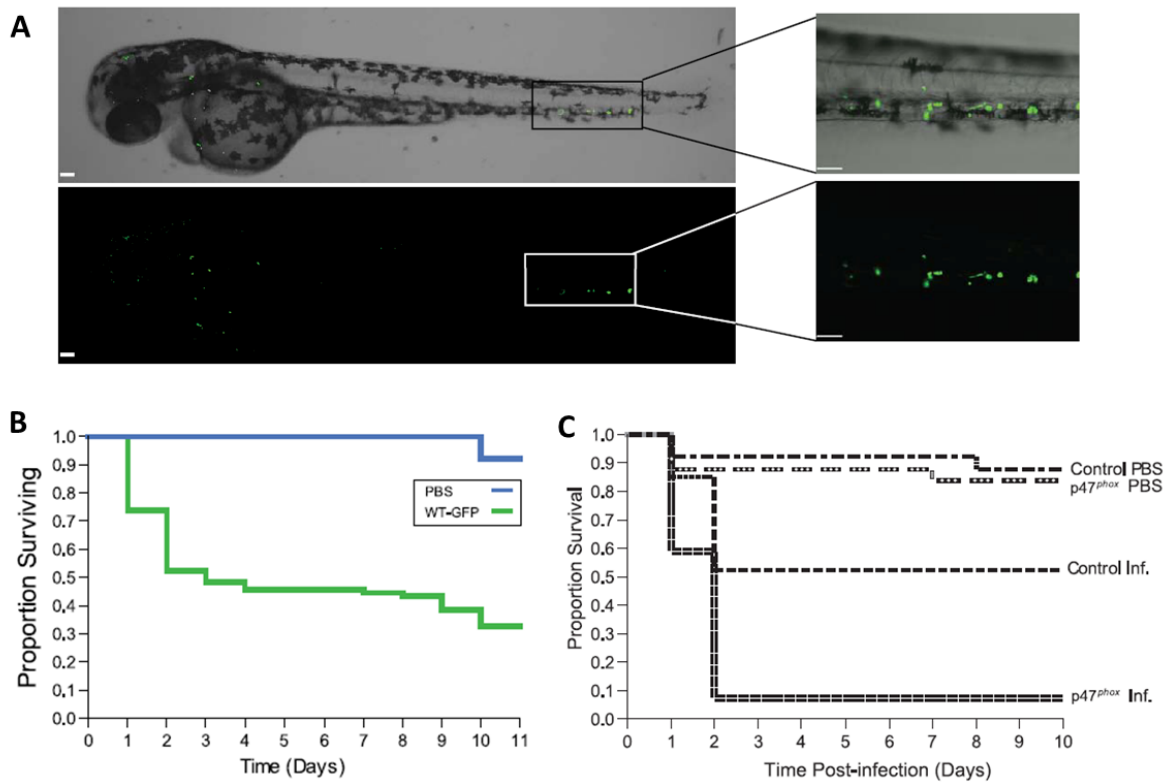 A
B
1.0
0.9
0.8
0.7
0.6
0.5
0.4
0.3
0.2
0.1
0.0
Proportion Surviving
PBS
WT-GFP
0 1 2 3 4 5 6 7 8 9 10 11
Time (Days)
C
1.0
0.9
0.8
0.7
0.6
0.5
0.4
0.3
0.2
0.1
0.0
Proportion Survival
Control PBS
p47phox PBS
Control Inf.
p47phox Inf.
0 1 2 3 4 5 6 7 8 9 10
Time Post-infection (Days)